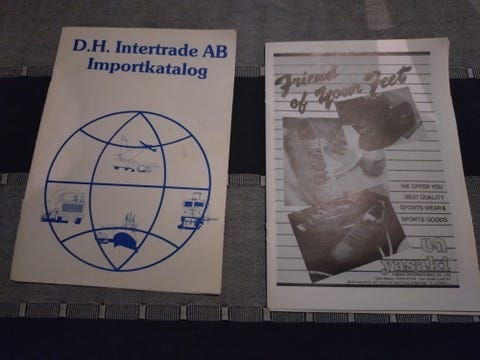 D.H. Intertrade AB
Importkatalog
Friend
of Your Feet
WE OFFER YOU
BEST QUALITY
SPORTS WEAR &
SPORTS GOODS
yasaki